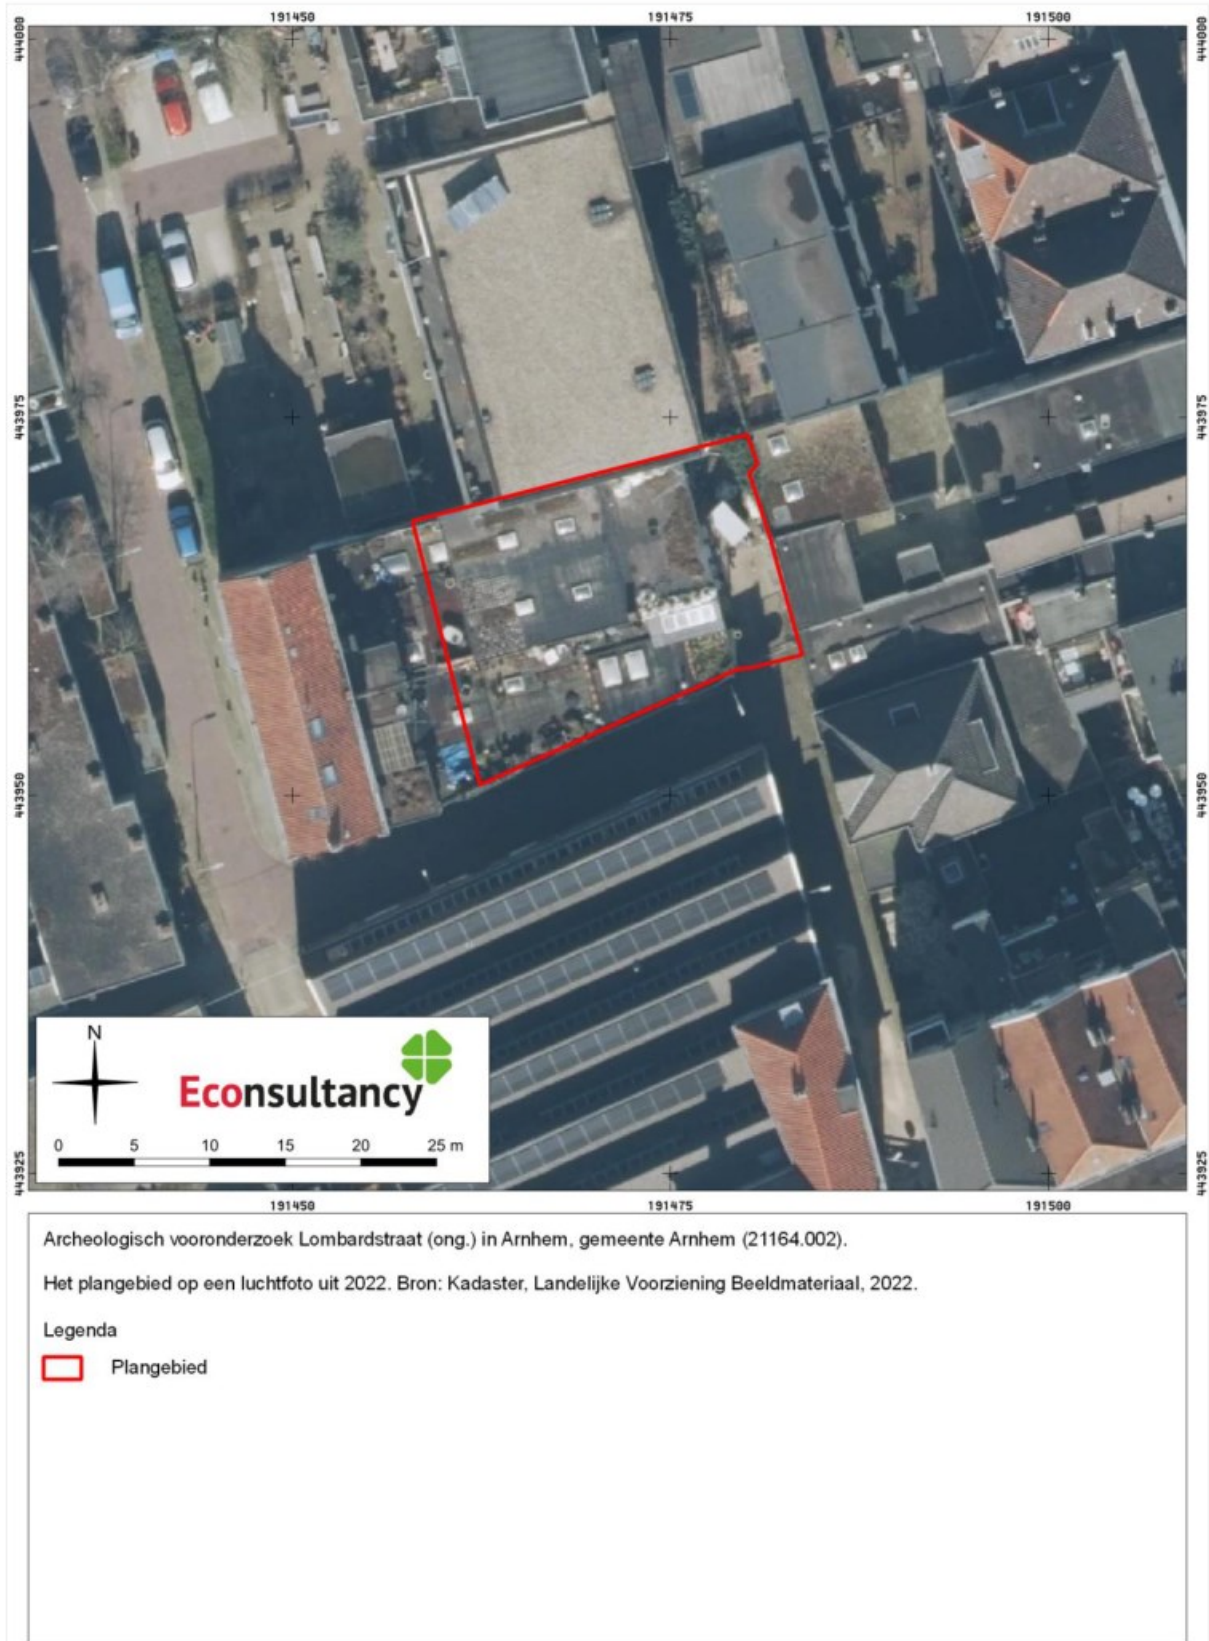 191450 191475 191500
444000 444000
443975 443975
443950 443950
443925 443925
N
Econsultancy
0 5 10 15 20 25 m
191450 191475 191500
Archeologisch vooronderzoek Lombardstraat (ong.) in Arnhem, gemeente Arnhem (21164.002).
Het plangebied op een luchtfoto uit 2022. Bron: Kadaster, Landelijke Voorziening Beeldmateriaal, 2022.
Legenda
Plangebied